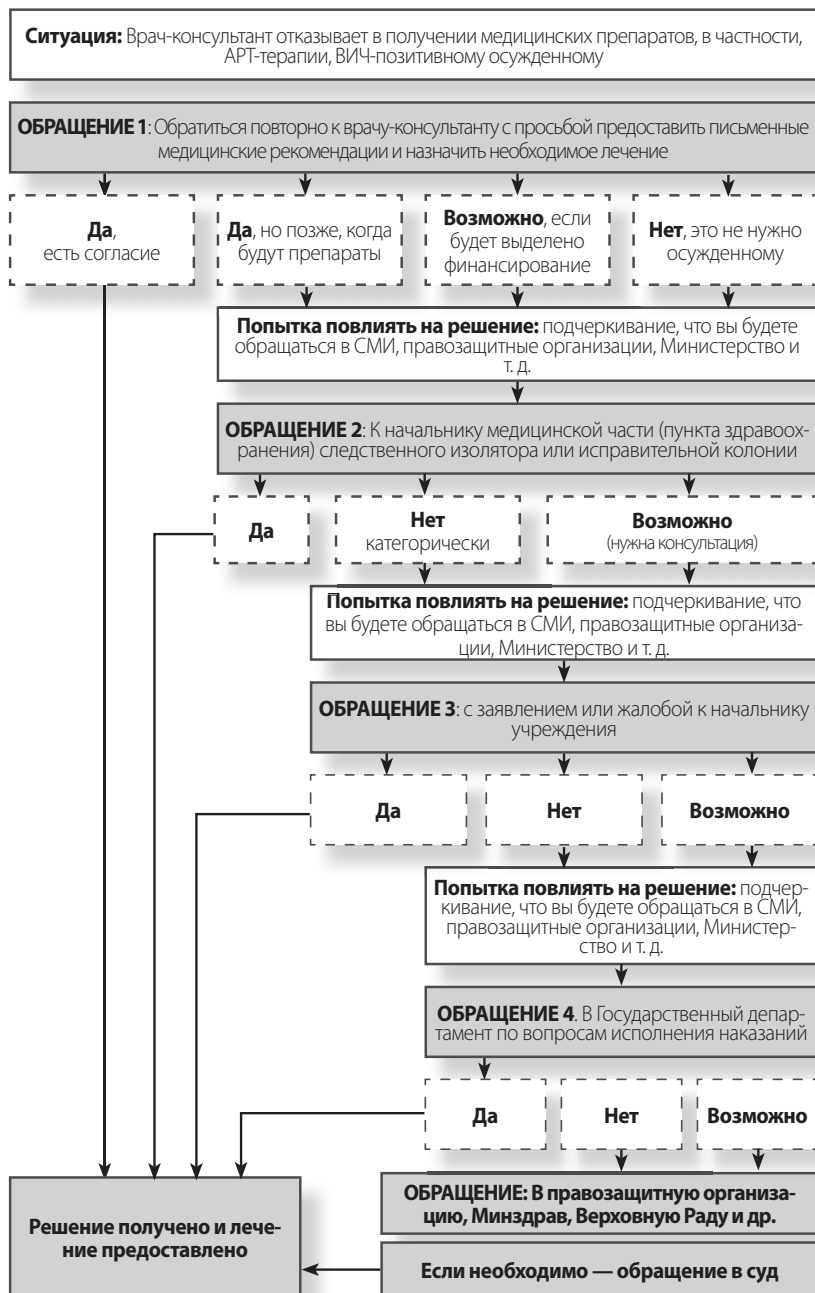 Ситуация: Врач-консультант отказывает в получении медицинских препаратов, в частности,
АРТ-терапии, ВИЧ-позитивному осужденному
ОБРАЩЕНИЕ 1: Обратиться повторно к врачу-консультанту с просьбой предоставить письменные
медицинские рекомендации и назначить необходимое лечение
Да,
есть согласие
Да, но позже, когда
будут препараты
Возможно, если
будет выделено
финансирование
Нет, это не нужно
осужденному
Попытка повлиять на решение: подчеркивание, что вы будете
обращаться в СМИ, правозащитные организации, Министерство и
т. д.
ОБРАЩЕНИЕ 2: К начальнику медицинской части (пункта здравоох-
ранения) следственного изолятора или исправительной колонии
Да
Нет
категорически
Возможно
(нужна консультация)
Попытка повлиять на решение: подчеркивание, что
вы будете обращаться в СМИ, правозащитные организа-
ции, Министерство и т. д.
ОБРАЩЕНИЕ 3: с заявлением или жалобой к начальнику
учреждения
Да
Нет
Возможно
Попытка повлиять на решение: подчер-
кивание, что вы будете обращаться в СМИ,
правозащитные организации, Министер-
ство и т. д.
ОБРАЩЕНИЕ 4. В Государственный депар-
тамент по вопросам исполнения наказаний
Да
Нет
Возможно
ОБРАЩЕНИЕ: В правозащитную организа-
цию, Минздрав, Верховную Раду и др.
Решение получено и лече-
ние предоставлено
Если необходимо — обращение в суд